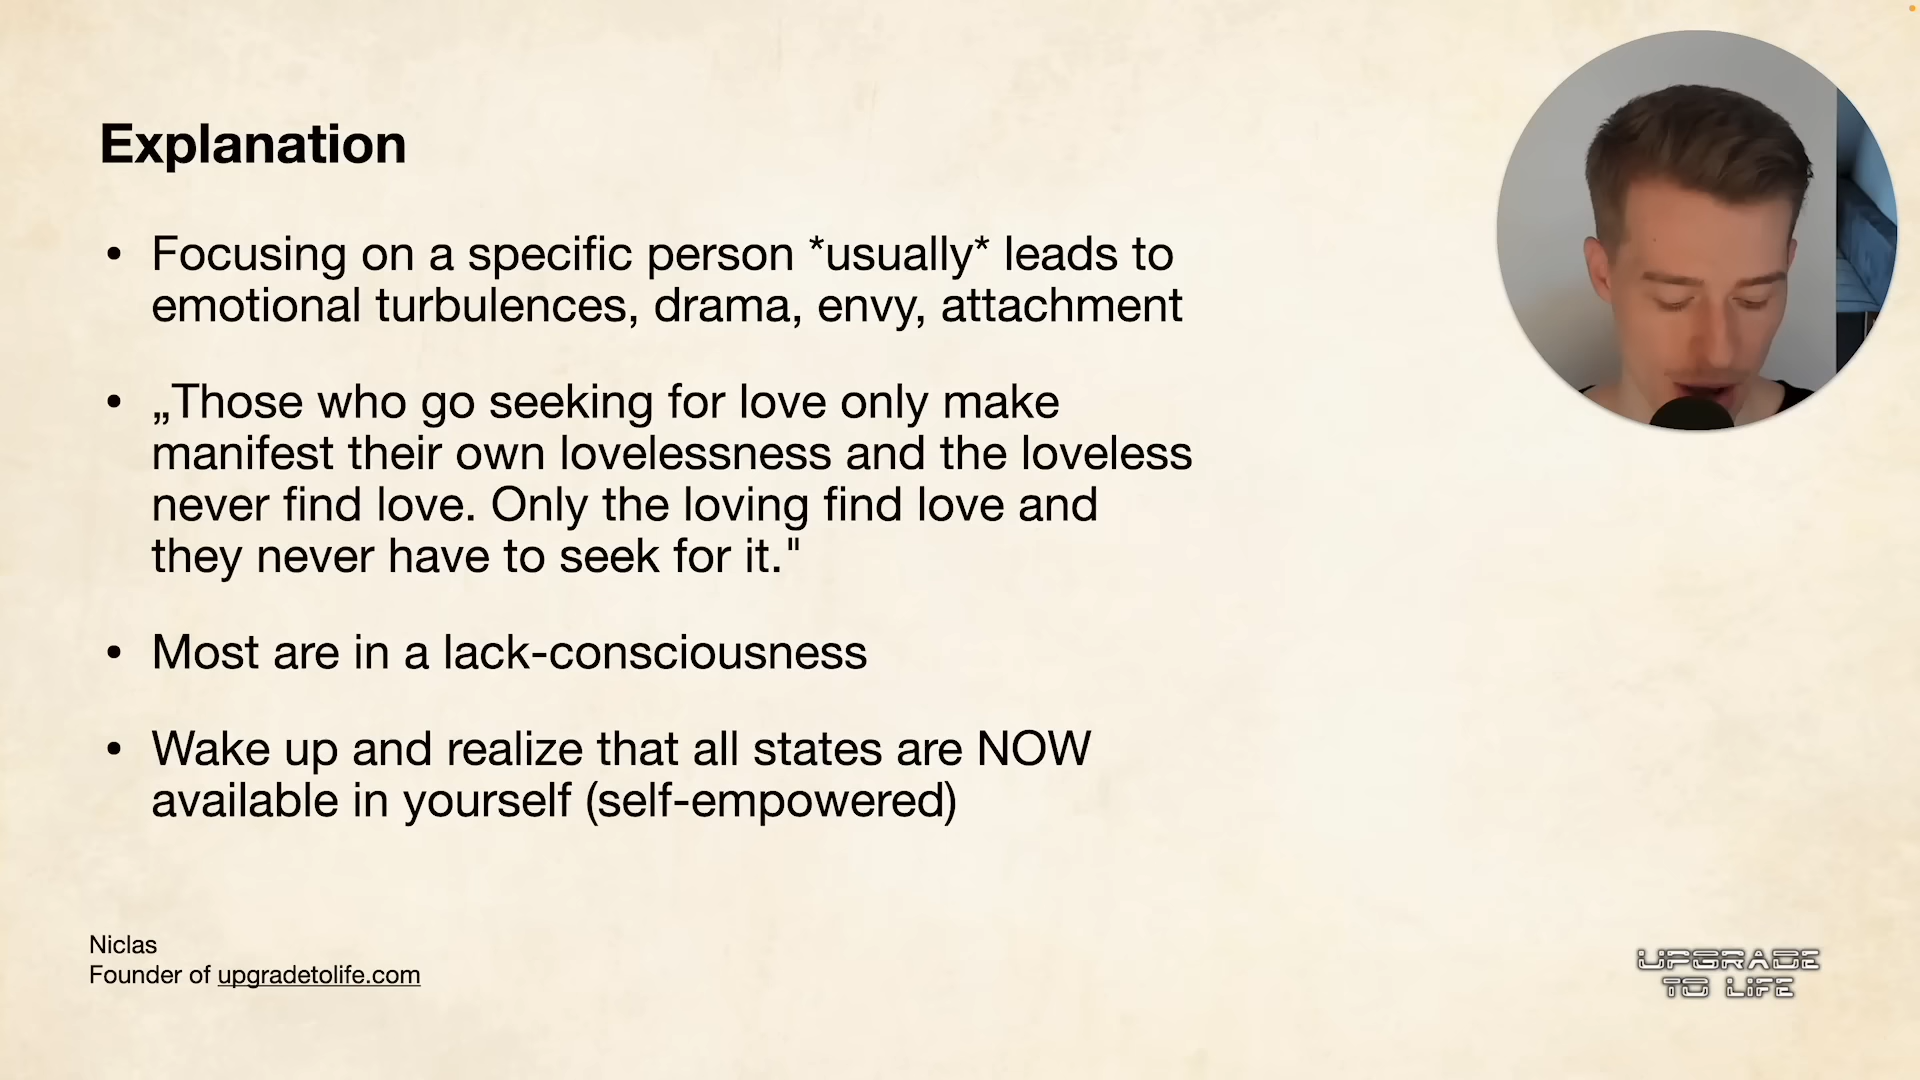 Explanation
• Focusing on a specific person *usually* leads to
emotional turbulences, drama, envy, attachment
• „Those who go seeking for love only make
manifest their own lovelessness and the loveless
never find love. Only the loving find love and
they never have to seek for it."
• Most are in a lack-consciousness
• Wake up and realize that all states are NOW
available in yourself (self-empowered)
Niclas
Founder of upgradetolife.com
UPGRADE
TO LIFE